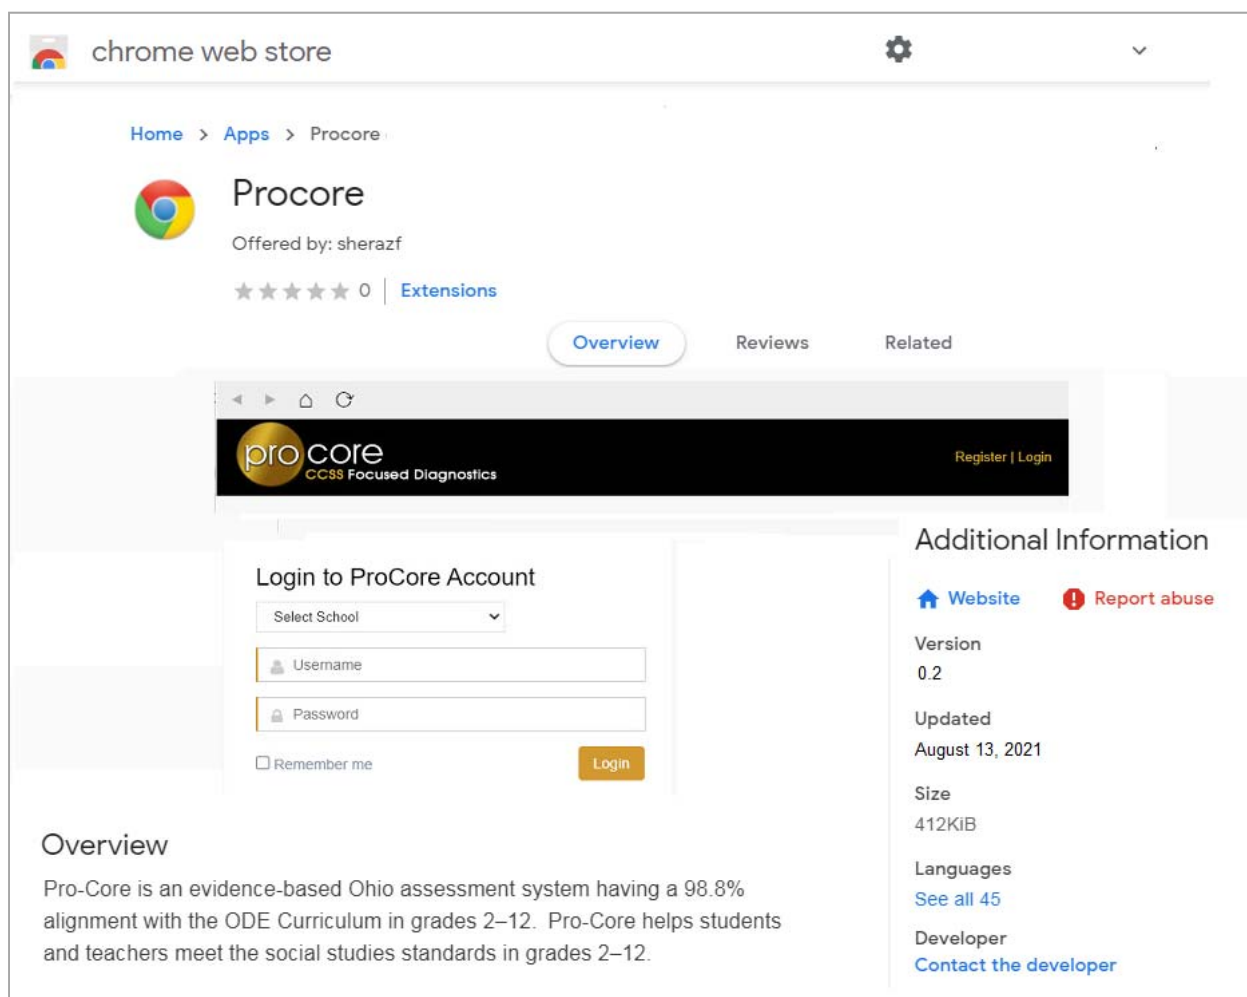 chrome web store
Home > Apps > Procore
Procore
Offered by: sherazf
0 | Extensions
Overview Reviews Related
procore
CCSS Focused Diagnostics
Register | Login
Login to ProCore Account
Select School
Username
Password
Remember me Login
Additional Information
Website Report abuse
Version
0.2
Updated
August 13, 2021
Size
412KiB
Languages
See all 45
Developer
Contact the developer
Overview
Pro-Core is an evidence-based Ohio assessment system having a 98.8%
alignment with the ODE Curriculum in grades 2–12. Pro-Core helps students
and teachers meet the social studies standards in grades 2–12.